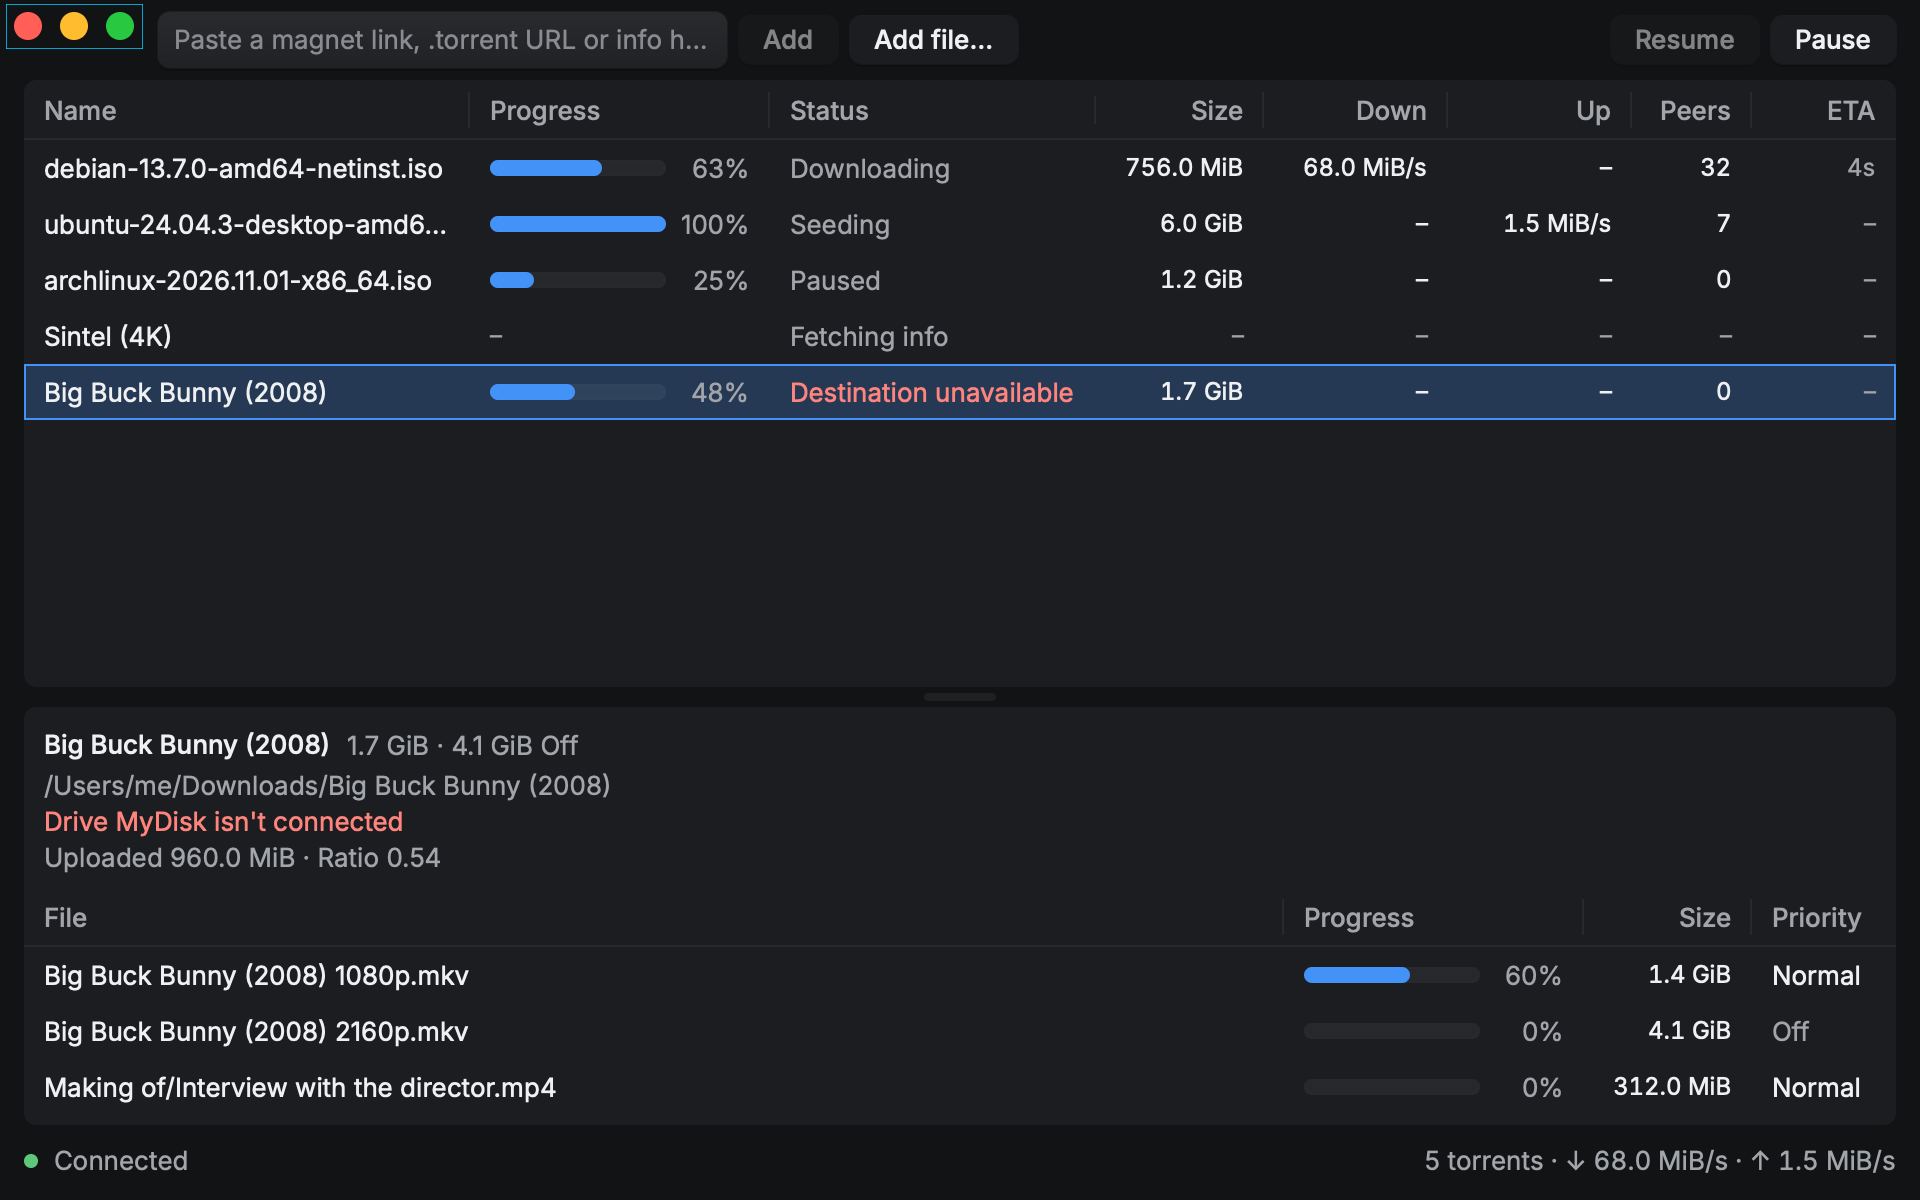 Paste a magnet link, .torrent URL or info h... Add Add file... Resume Pause
Name Progress Status Size Down Up Peers ETA
debian-13.7.0-amd64-netinst.iso 63% Downloading 756.0 MiB 68.0 MiB/s – 32 4s
ubuntu-24.04.3-desktop-amd6... 100% Seeding 6.0 GiB – 1.5 MiB/s 7 –
archlinux-2026.11.01-x86_64.iso 25% Paused 1.2 GiB – – 0 –
Sintel (4K) – Fetching info – – – – –
Big Buck Bunny (2008) 48% Destination unavailable 1.7 GiB – – 0 –
Big Buck Bunny (2008) 1.7 GiB · 4.1 GiB Off
/Users/me/Downloads/Big Buck Bunny (2008)
Drive MyDisk isn't connected
Uploaded 960.0 MiB · Ratio 0.54
File Progress Size Priority
Big Buck Bunny (2008) 1080p.mkv 60% 1.4 GiB Normal
Big Buck Bunny (2008) 2160p.mkv 0% 4.1 GiB Off
Making of/Interview with the director.mp4 0% 312.0 MiB Normal
Connected 5 torrents · ↓ 68.0 MiB/s · ↑ 1.5 MiB/s